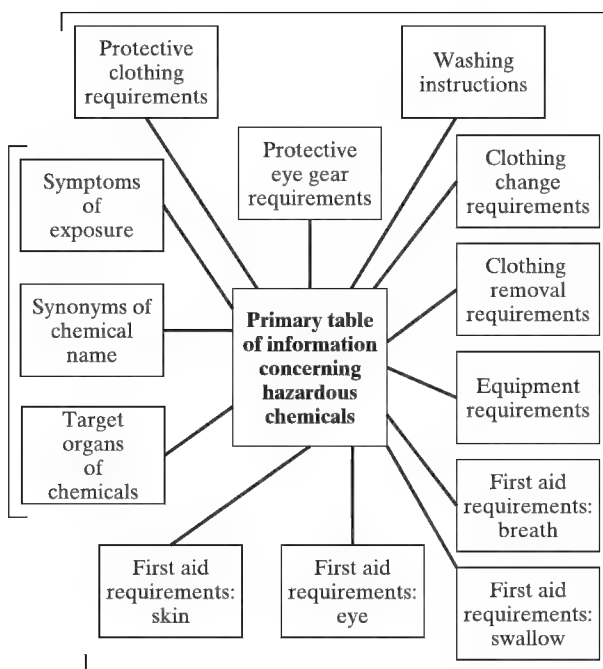 Protective
clothing
requirements
Washing
instructions
Protective
eye gear
requirements
Symptoms
of
exposure
Clothing
change
requirements
Synonyms of
chemical
name
Primary table
of information
concerning
hazardous
chemicals
Clothing
removal
requirements
Equipment
requirements
Target
organs
of
chemicals
First aid
requirements:
breath
First aid
requirements:
skin
First aid
requirements:
eye
First aid
requirements:
swallow